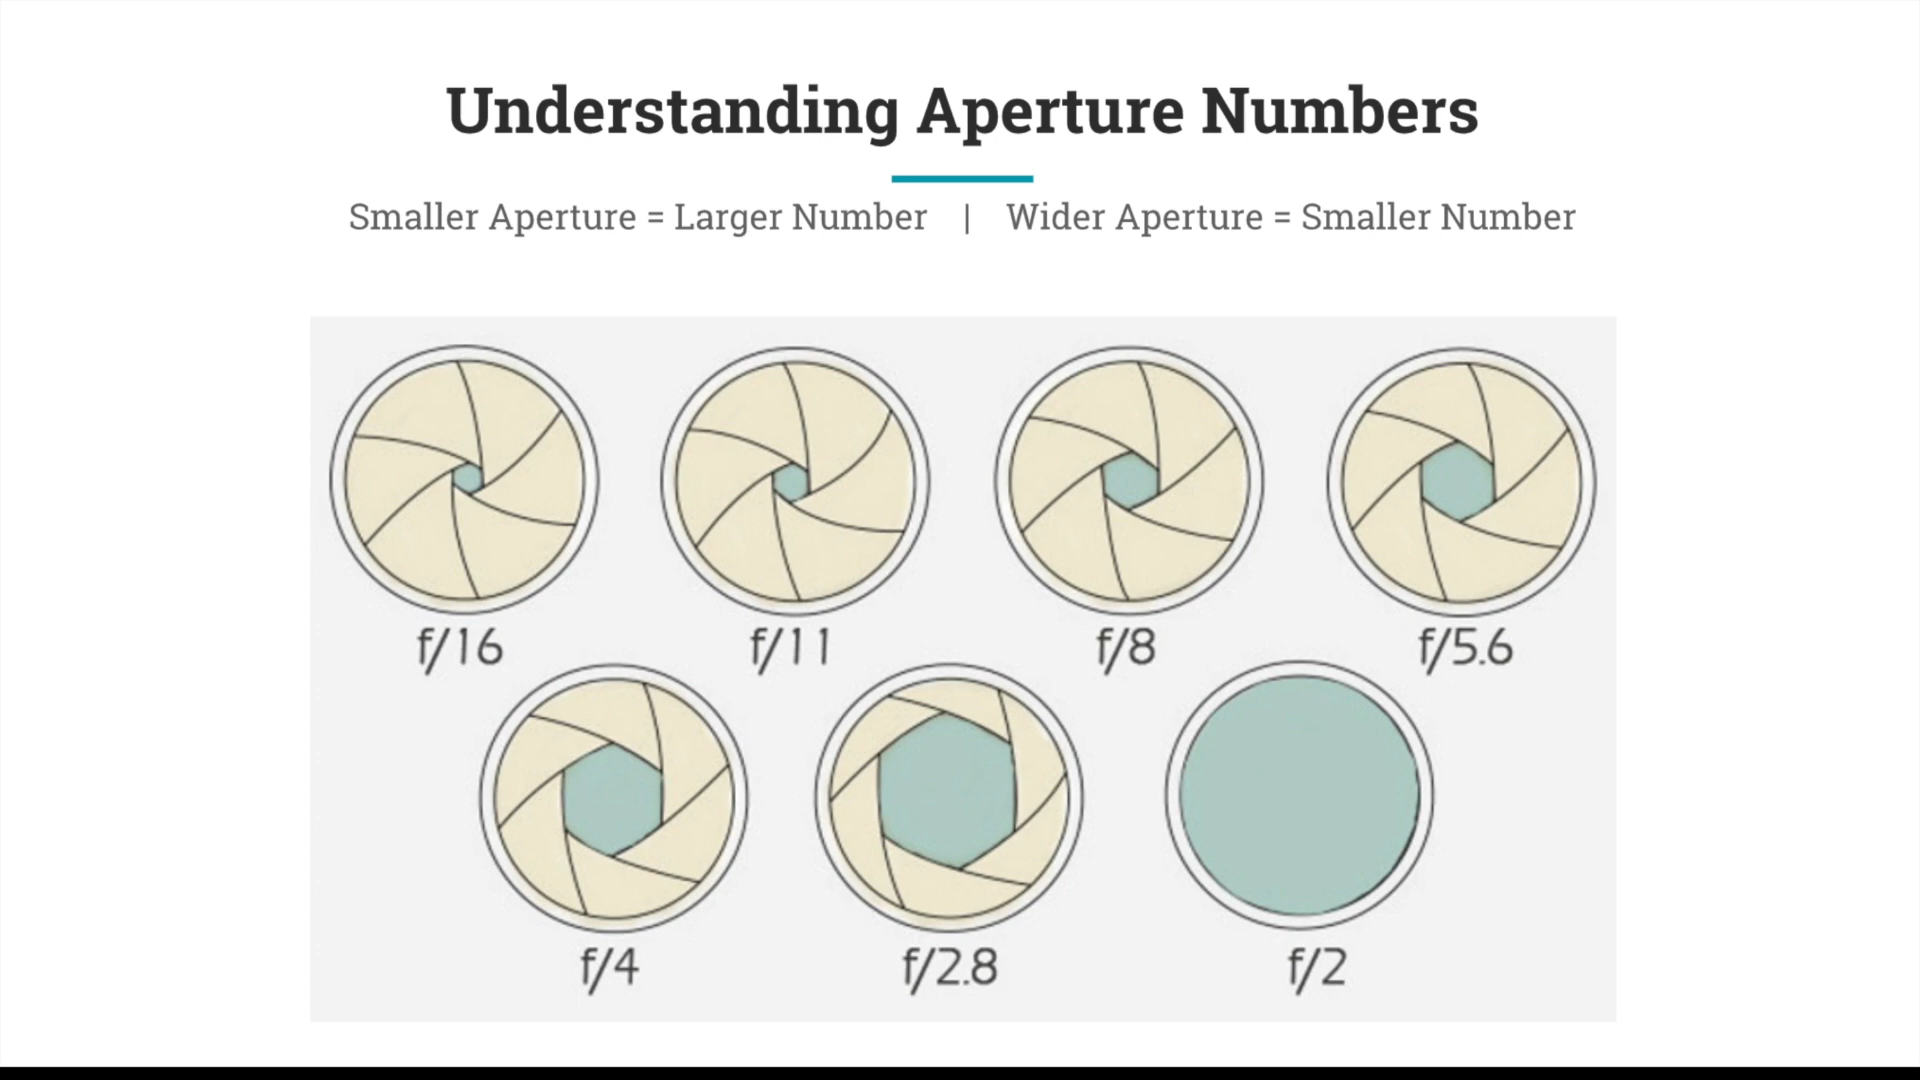 Understanding Aperture Numbers
Smaller Aperture = Larger Number | Wider Aperture = Smaller Number
f/16 f/11 f/8 f/5.6
f/4 f/2.8 f/2